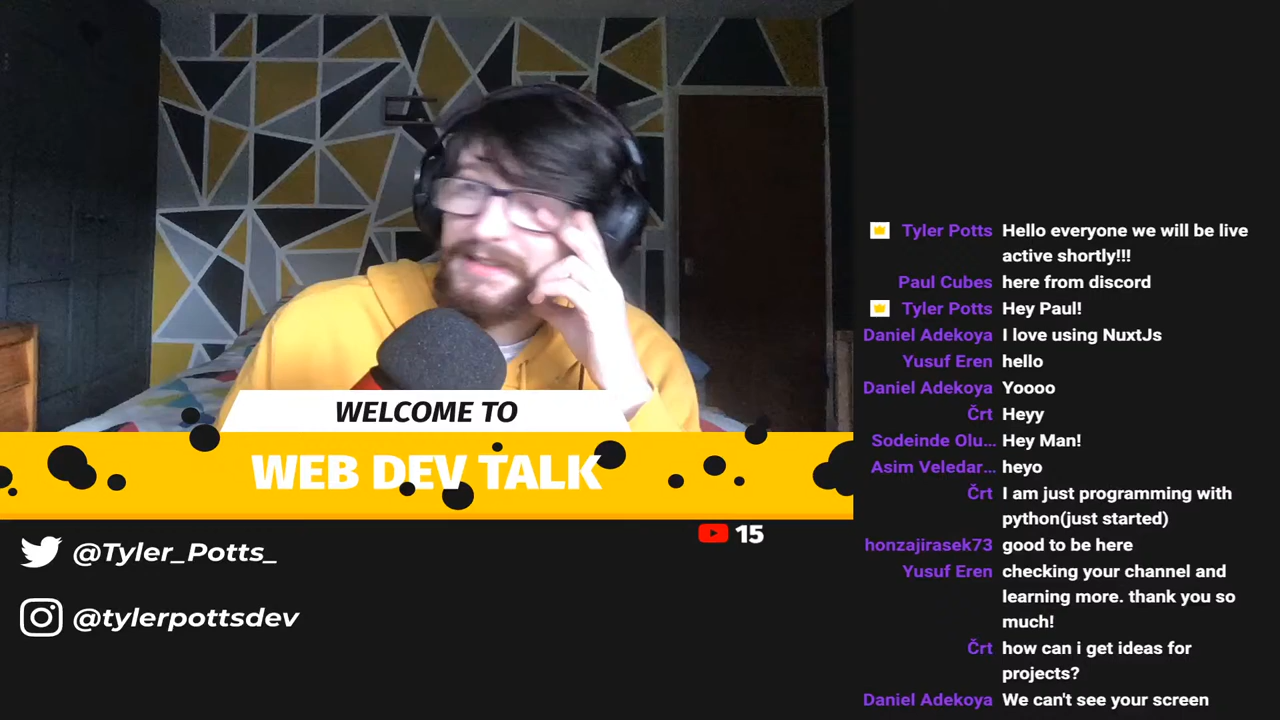 WELCOME TO
WEB DEV TALK
15
@Tyler_Potts_
@tylerpottsdev
Tyler Potts Hello everyone we will be live
active shortly!!!
Paul Cubes here from discord
Tyler Potts Hey Paul!
Daniel Adekoya I love using NuxtJs
Yusuf Eren hello
Daniel Adekoya Yoooo
Črt Heyy
Sodeinde Olu... Hey Man!
Asim Veledar... heyo
Črt I am just programming with
python(just started)
honzajirasek73 good to be here
Yusuf Eren checking your channel and
learning more. thank you so
much!
Črt how can i get ideas for
projects?
Daniel Adekoya We can't see your screen